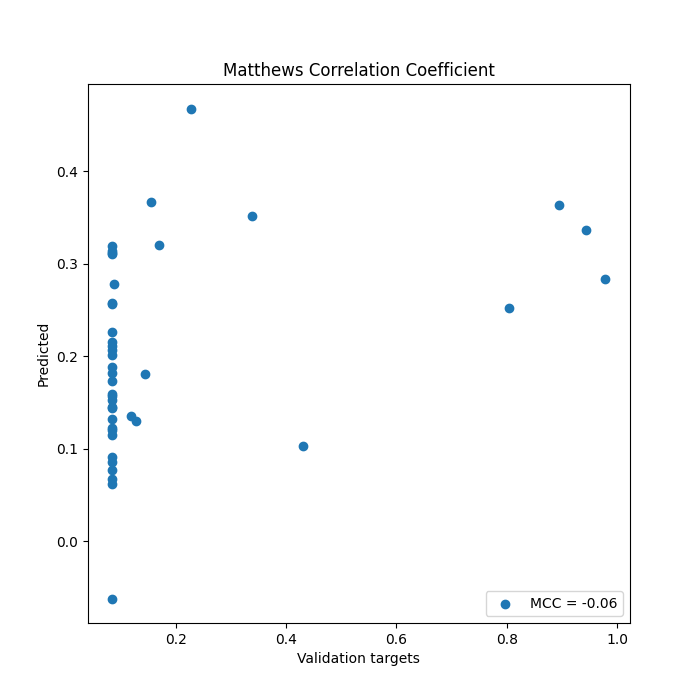 Matthews Correlation Coefficient
Predicted
0.4
0.3
0.2
0.1
0.0
MCC = -0.06
0.2 0.4 0.6 0.8 1.0
Validation targets